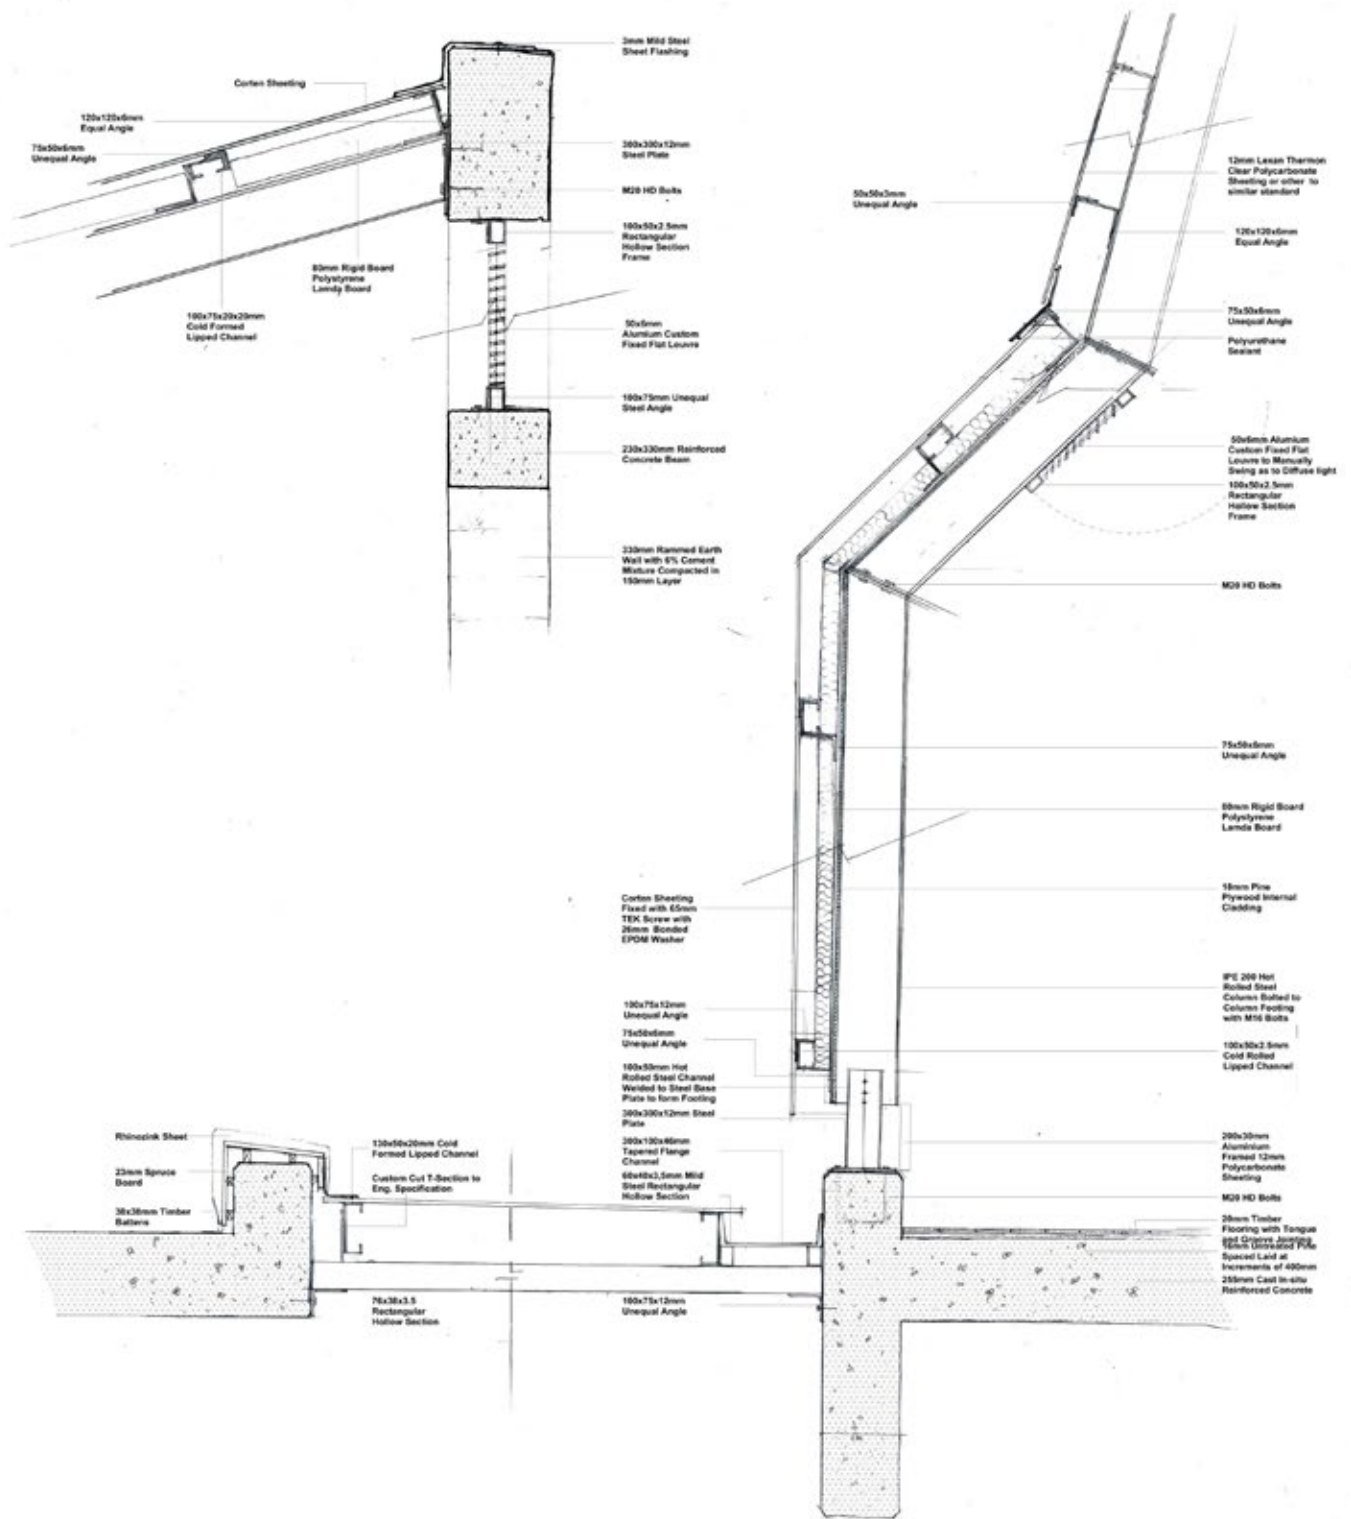 3mm Mild Steel
Sheet Flashing
Corten Sheeting
120x120x6mm
Equal Angle
75x50x6mm
Unequal Angle
300x300x12mm
Steel Plate
M20 HD Bolts
100x50x2.5mm
Rectangular
Hollow Section
Frame
80mm Rigid Board
Polystyrene
Lamda Board
100x75x20x20mm
Cold Formed
Lipped Channel
50x6mm
Alumium Custom
Fixed Flat Louvre
100x75mm Unequal
Steel Angle
230x330mm Reinforced
Concrete Beam
330mm Rammed Earth
Wall with 6% Cement
Mixture Compacted in
150mm Layer
12mm Lexan Thermon
Clear Polycarbonate
Sheeting or other to
similar standard
50x50x3mm
Unequal Angle
120x120x6mm
Equal Angle
75x50x6mm
Unequal Angle
Polyurethane
Sealant
50x6mm Alumium
Custom Fixed Flat
Louvre to Manually
Swing as to Diffuse light
100x50x2.5mm
Rectangular
Hollow Section
Frame
M20 HD Bolts
75x50x6mm
Unequal Angle
80mm Rigid Board
Polystyrene
Lamda Board
18mm Pine
Plywood Internal
Cladding
Corten Sheeting
Fixed with 65mm
TEK Screw with
26mm Bonded
EPDM Washer
IPE 200 Hot
Rolled Steel
Column Bolted to
Column Footing
with M16 Bolts
100x75x12mm
Unequal Angle
75x50x6mm
Unequal Angle
100x50x2.5mm
Cold Rolled
Lipped Channel
100x50mm Hot
Rolled Steel Channel
Welded to Steel Base
Plate to form Footing
300x300x12mm Steel
Plate
300x100x46mm
Tapered Flange
Channel
60x40x3,5mm Mild
Steel Rectangular
Hollow Section
Rhinozink Sheet
23mm Spruce
Board
38x38mm Timber
Battens
130x50x20mm Cold
Formed Lipped Channel
Custom Cut T-Section to
Eng. Specification
200x30mm
Aluminium
Framed 12mm
Polycarbonate
Sheeting
M20 HD Bolts
20mm Timber
Flooring with Tongue
and Groove Jointing
16mm Untreated Pine
Spaced Laid at
Increments of 400mm
255mm Cast In-situ
Reinforced Concrete
76x38x3.5
Rectangular
Hollow Section
100x75x12mm
Unequal Angle